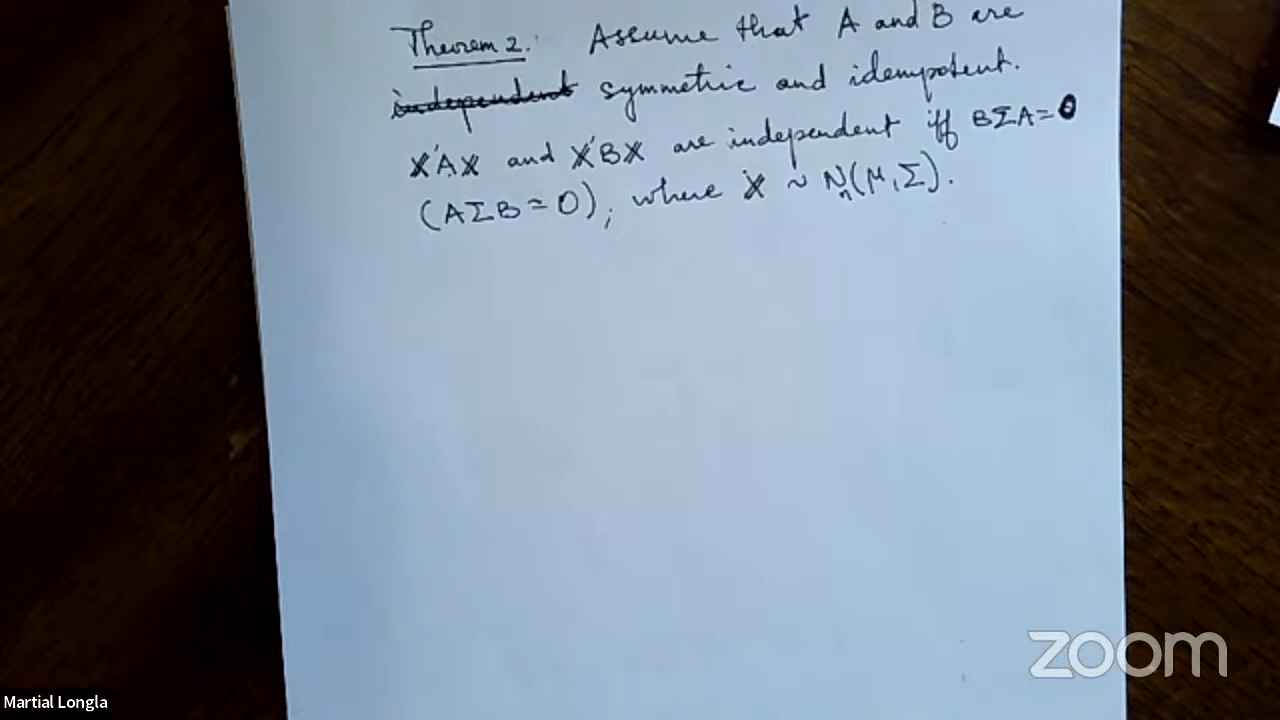 Theorem 2. Assume that A and B are
independent symmetric and idempotent.
X'AX and X'BX are independent iff BΣA=0
(AΣB=0); where X ~ Nn(μ,Σ).
zoom
Martial Longla